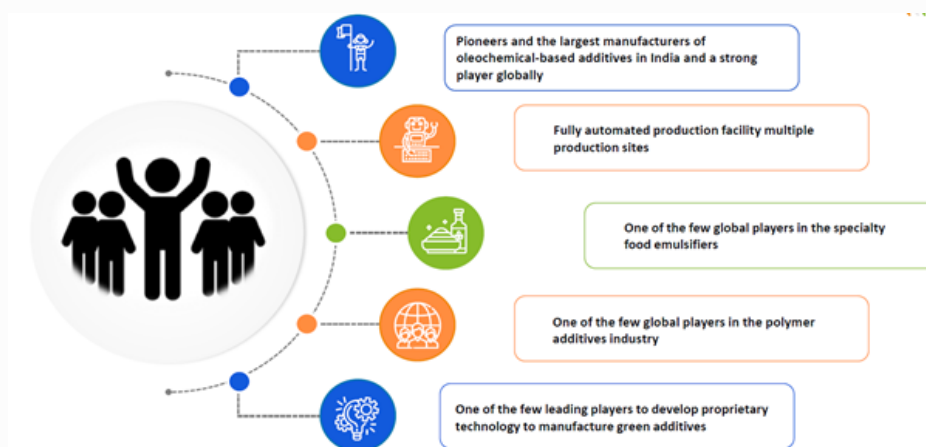 Pioneers and the largest manufacturers of
oleochemical-based additives in India and a strong
player globally
Fully automated production facility multiple
production sites
One of the few global players in the specialty
food emulsifiers
One of the few global players in the polymer
additives industry
One of the few leading players to develop proprietary
technology to manufacture green additives